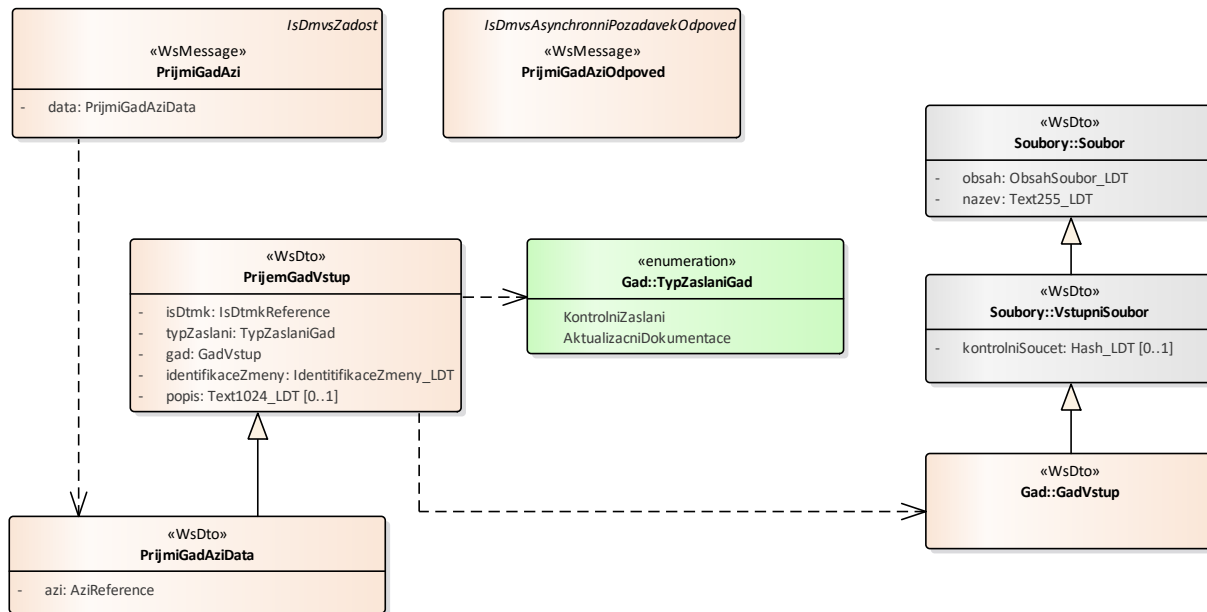 IsDmvsZadost
«WsMessage»
PrijmiGadAzi
- data: PrijmiGadAziData
IsDmvsAsynchronniPozadavekOdpoved
«WsMessage»
PrijmiGadAziOdpoved
«WsDto»
Soubory::Soubor
- obsah: ObsahSoubor_LDT
- nazev: Text255_LDT
«WsDto»
PrijemGadVstup
- isDtmk: IsDtmkReference
- typZaslani: TypZaslaniGad
- gad: GadVstup
- identifikaceZmeny: IdentitifikaceZmeny_LDT
- popis: Text1024_LDT [0..1]
«enumeration»
Gad::TypZaslaniGad
KontrolniZaslani
AktualizacniDokumentace
«WsDto»
Soubory::VstupniSoubor
- kontrolniSoucet: Hash_LDT [0..1]
«WsDto»
Gad::GadVstup
«WsDto»
PrijmiGadAziData
- azi: AziReference